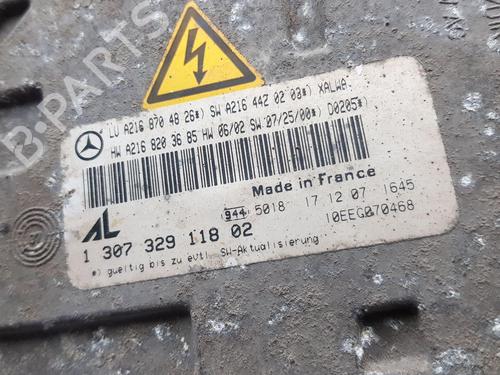 B-PARTS
LU A216 870 48 26*) SW A216 442 02 03*) XALWA
HW A216 820 36 85 HW 06/02 SW 07/25/00*) D0205*)
Made in France
944 5018 17 12 07 1645
10EEG070468
AL
1 307 329 118 02
*) gueltig bis zu evtl. SW-Aktualisierung